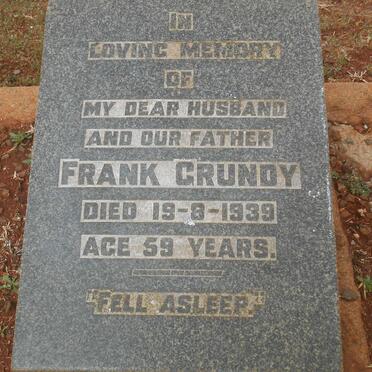 IN
LOVING MEMORY
OF
MY DEAR HUSBAND
AND OUR FATHER
FRANK GRUNDY
DIED 19-8-1939
AGE 59 YEARS.
"FELL ASLEEP."